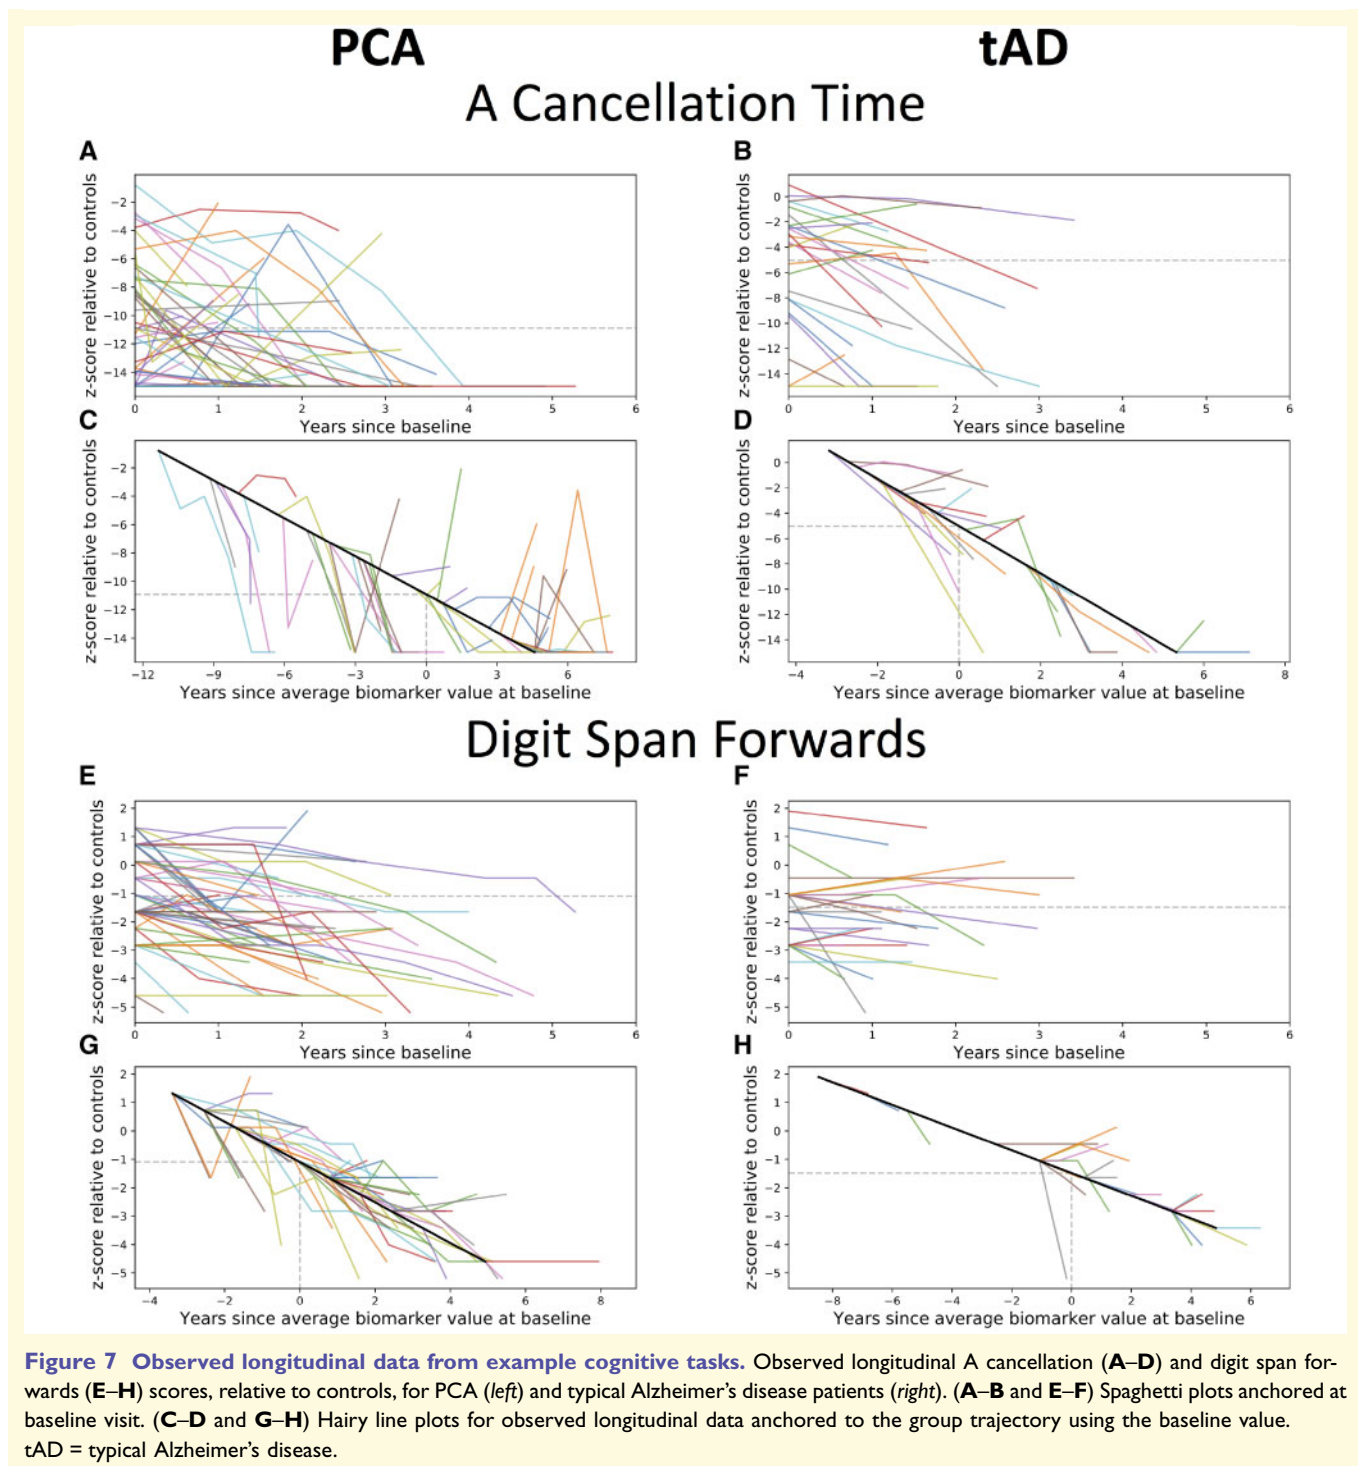 PCA
tAD
A Cancellation Time
A
B
z-score relative to controls
−2
−4
−6
−8
−10
−12
−14
0 1 2 3 4 5 6
Years since baseline
z-score relative to controls
0
−2
−4
−6
−8
−10
−12
−14
0 1 2 3 4 5 6
Years since baseline
C
D
z-score relative to controls
−2
−4
−6
−8
−10
−12
−14
−12 −9 −6 −3 0 3 6
Years since average biomarker value at baseline
z-score relative to controls
0
−2
−4
−6
−8
−10
−12
−14
−4 −2 0 2 4 6 8
Years since average biomarker value at baseline
Digit Span Forwards
E
F
z-score relative to controls
2
1
0
−1
−2
−3
−4
−5
0 1 2 3 4 5 6
Years since baseline
z-score relative to controls
2
1
0
−1
−2
−3
−4
−5
0 1 2 3 4 5 6
Years since baseline
G
H
z-score relative to controls
2
1
0
−1
−2
−3
−4
−5
−4 −2 0 2 4 6 8
Years since average biomarker value at baseline
z-score relative to controls
2
1
0
−1
−2
−3
−4
−5
−8 −6 −4 −2 0 2 4 6
Years since average biomarker value at baseline
Figure 7 Observed longitudinal data from example cognitive tasks. Observed longitudinal A cancellation (A–D) and digit span for-
wards (E–H) scores, relative to controls, for PCA (left) and typical Alzheimer's disease patients (right). (A–B and E–F) Spaghetti plots anchored at
baseline visit. (C–D and G–H) Hairy line plots for observed longitudinal data anchored to the group trajectory using the baseline value.
tAD = typical Alzheimer's disease.